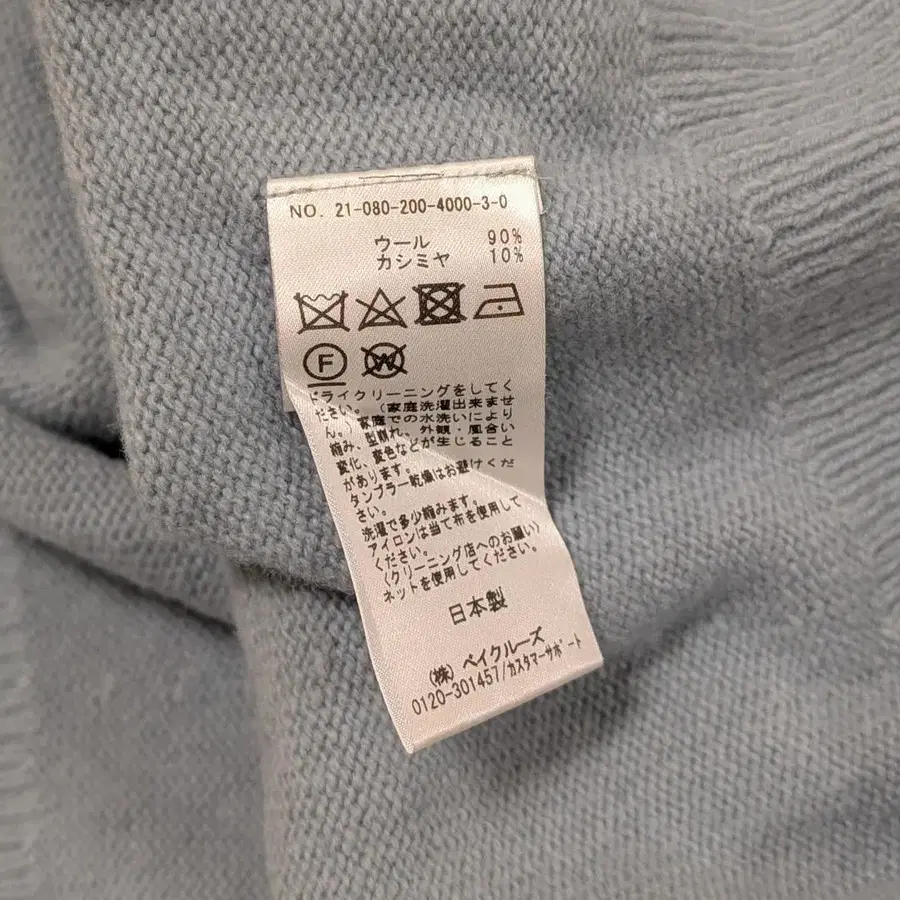 NO. 21-080-200-4000-3-0
ウール 90%
カシミヤ 10%
F
W
ドライクリーニングをしてく
ださい。(家庭洗濯出来ませ
ん。)家庭での水洗いにより
縮み、型崩れ、外観・風合い
変化、変色などが生じること
があります。
タンブラー乾燥はお避けくだ
洗濯で多少縮みます。
アイロンは当て布を使用して
ください。
(クリーニング店へのお願い)
ネットを使用してください。
日本製
(株)ベイクルーズ
0120-301457/カスタマーサポート